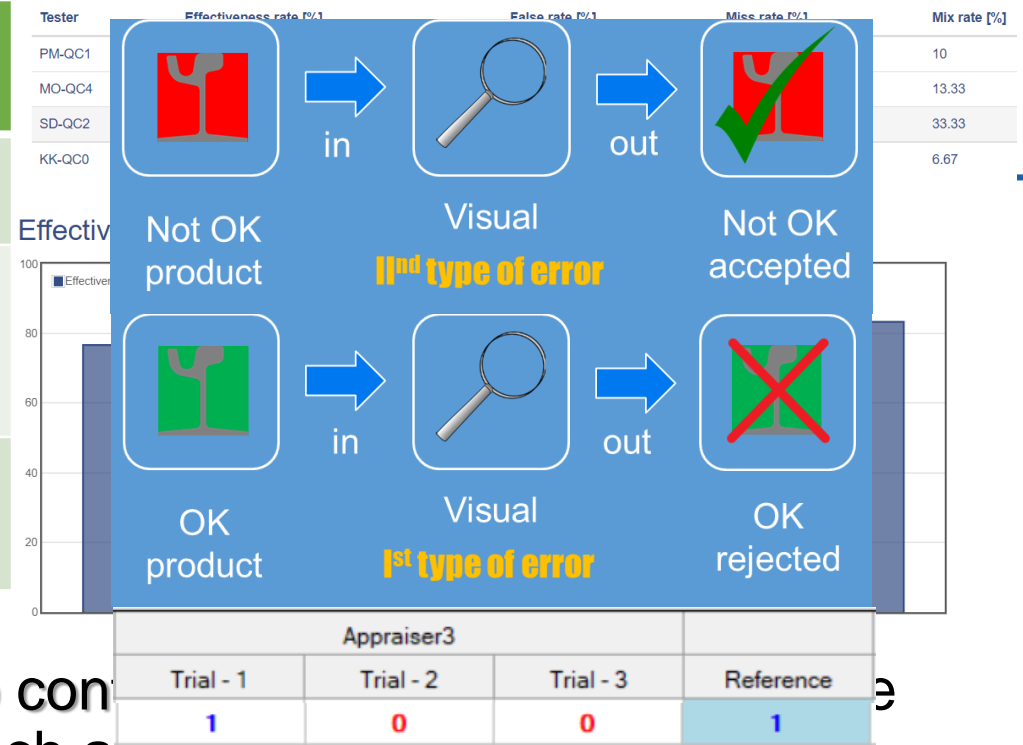 Tester Effectiveness rate [%] False rate [%] Miss rate [%] Mix rate [%]
PM-QC1 10
MO-QC4 13.33
SD-QC2 33.33
KK-QC0 6.67
in
out
Not OK
product
Visual
IInd type of error
Not OK
accepted
Effectiv
100
Effectiver
80
60
40
20
0
in
out
OK
product
Visual
Ist type of error
OK
rejected
Appraiser3
Trial - 1 Trial - 2 Trial - 3 Reference
1 0 0 1
con e